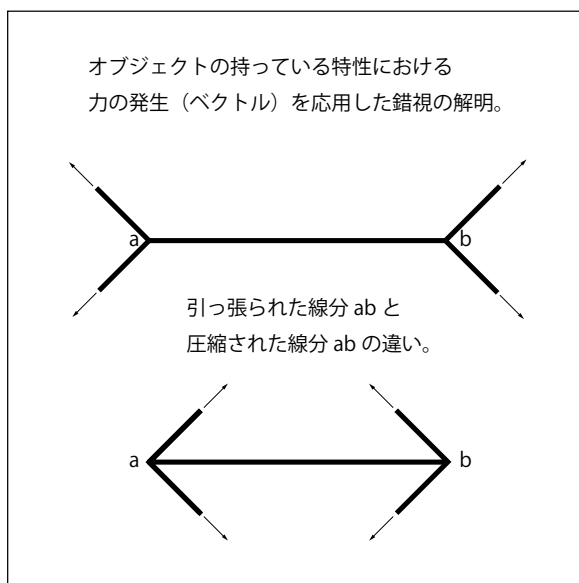 オブジェクトの持っている特性における
力の発生（ベクトル）を応用した錯視の解明。
a b
引っ張られた線分 ab と
圧縮された線分 ab の違い。
a b